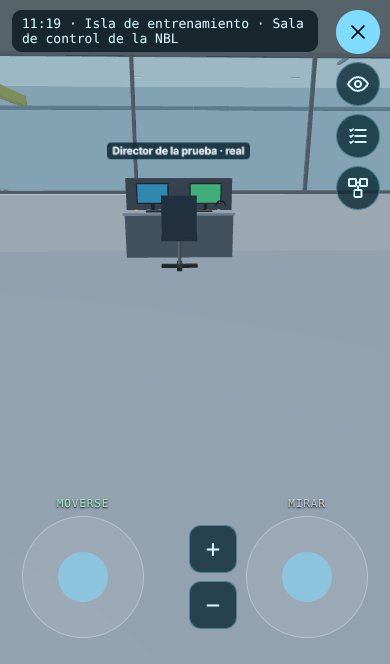 11:19 · Isla de entrenamiento · Sala
de control de la NBL
Director de la prueba · real
MOVERSE
MIRAR
+
−